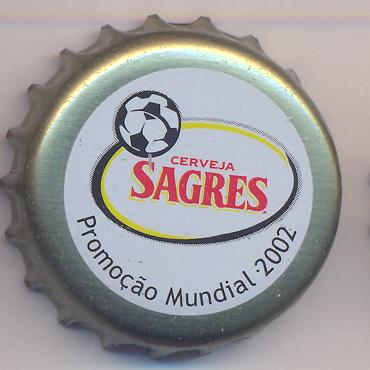 CERVEJA
SAGRES
Promoção Mundial 2002